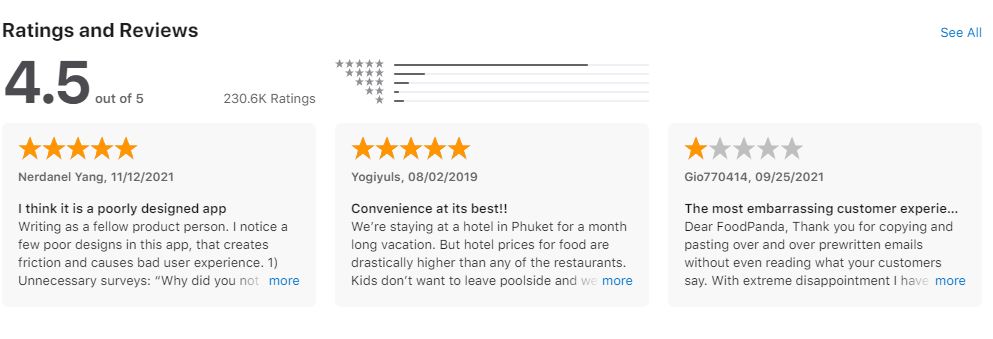 Ratings and Reviews
See All
4.5 out of 5
230.6K Ratings
Nerdanel Yang, 11/12/2021
I think it is a poorly designed app
Writing as a fellow product person. I notice a
few poor designs in this app, that creates
friction and causes bad user experience. 1)
Unnecessary surveys: “Why did you not more
Yogiyuls, 08/02/2019
Convenience at its best!!
We’re staying at a hotel in Phuket for a month
long vacation. But hotel prices for food are
drastically higher than any of the restaurants.
Kids don’t want to leave poolside and we more
Gio770414, 09/25/2021
The most embarrassing customer experie...
Dear FoodPanda, Thank you for copying and
pasting over and over prewritten emails
without even reading what your customers
say. With extreme disappointment I have more